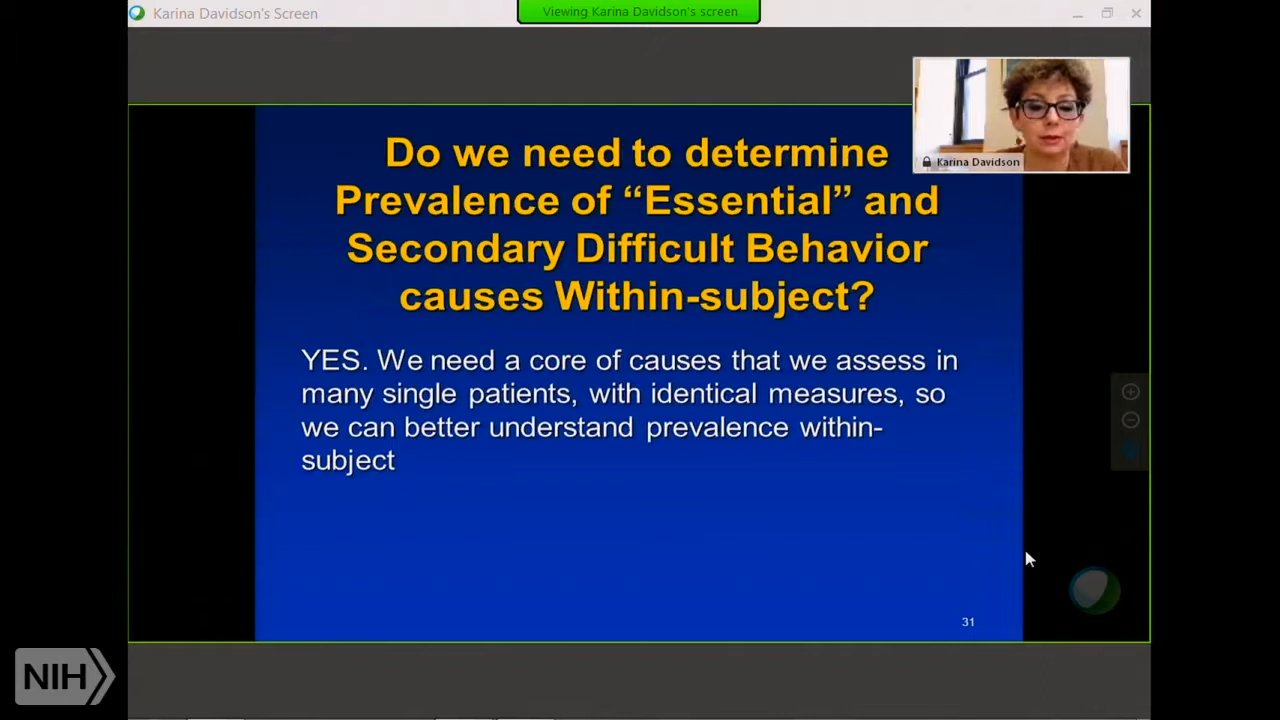 Karina Davidson's Screen
Viewing Karina Davidson's screen
Karina Davidson
Do we need to determine
Prevalence of “Essential” and
Secondary Difficult Behavior
causes Within-subject?
YES. We need a core of causes that we assess in
many single patients, with identical measures, so
we can better understand prevalence within-
subject
31
NIH